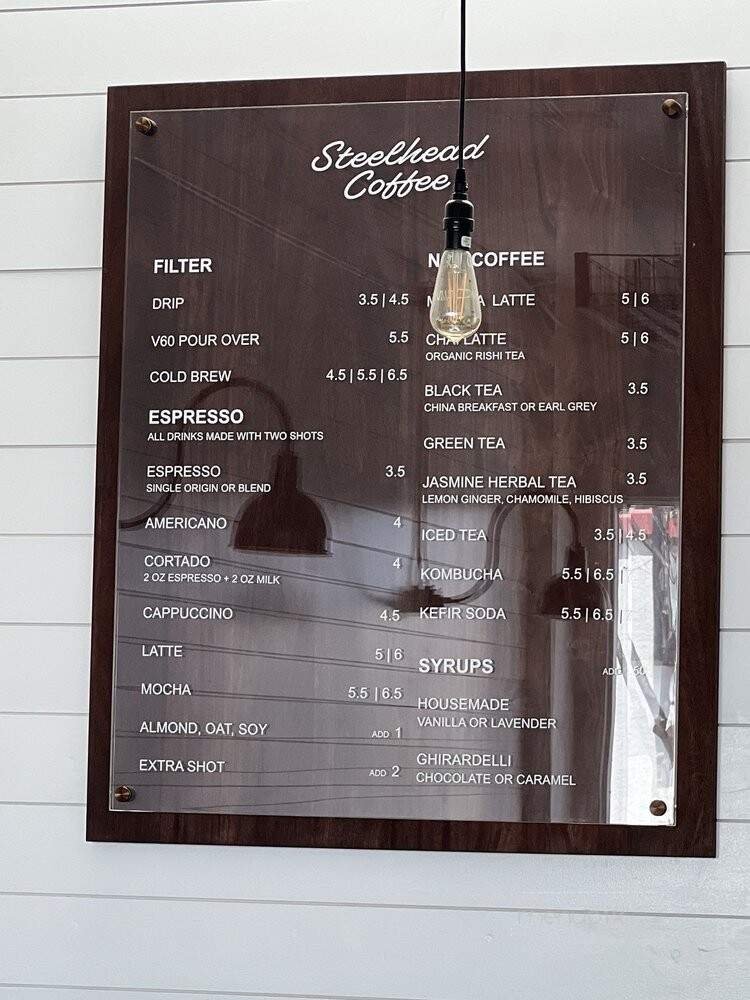 Steelhead
Coffee
FILTER
DRIP 3.5 | 4.5
V60 POUR OVER 5.5
COLD BREW 4.5 | 5.5 | 6.5
ESPRESSO
ALL DRINKS MADE WITH TWO SHOTS
ESPRESSO 3.5
SINGLE ORIGIN OR BLEND
AMERICANO 4
CORTADO 4
2 OZ ESPRESSO + 2 OZ MILK
CAPPUCCINO 4.5
LATTE 5 | 6
MOCHA 5.5 | 6.5
ALMOND, OAT, SOY ADD 1
EXTRA SHOT ADD 2
COFFEE
LATTE 5 | 6
CHAI LATTE 5 | 6
ORGANIC RISHI TEA
BLACK TEA 3.5
CHINA BREAKFAST OR EARL GREY
GREEN TEA 3.5
JASMINE HERBAL TEA 3.5
LEMON GINGER, CHAMOMILE, HIBISCUS
ICED TEA 3.5 | 4.5
KOMBUCHA 5.5 | 6.5 |
KEFIR SODA 5.5 | 6.5 |
SYRUPS ADD .50
HOUSEMADE
VANILLA OR LAVENDER
GHIRARDELLI
CHOCOLATE OR CARAMEL